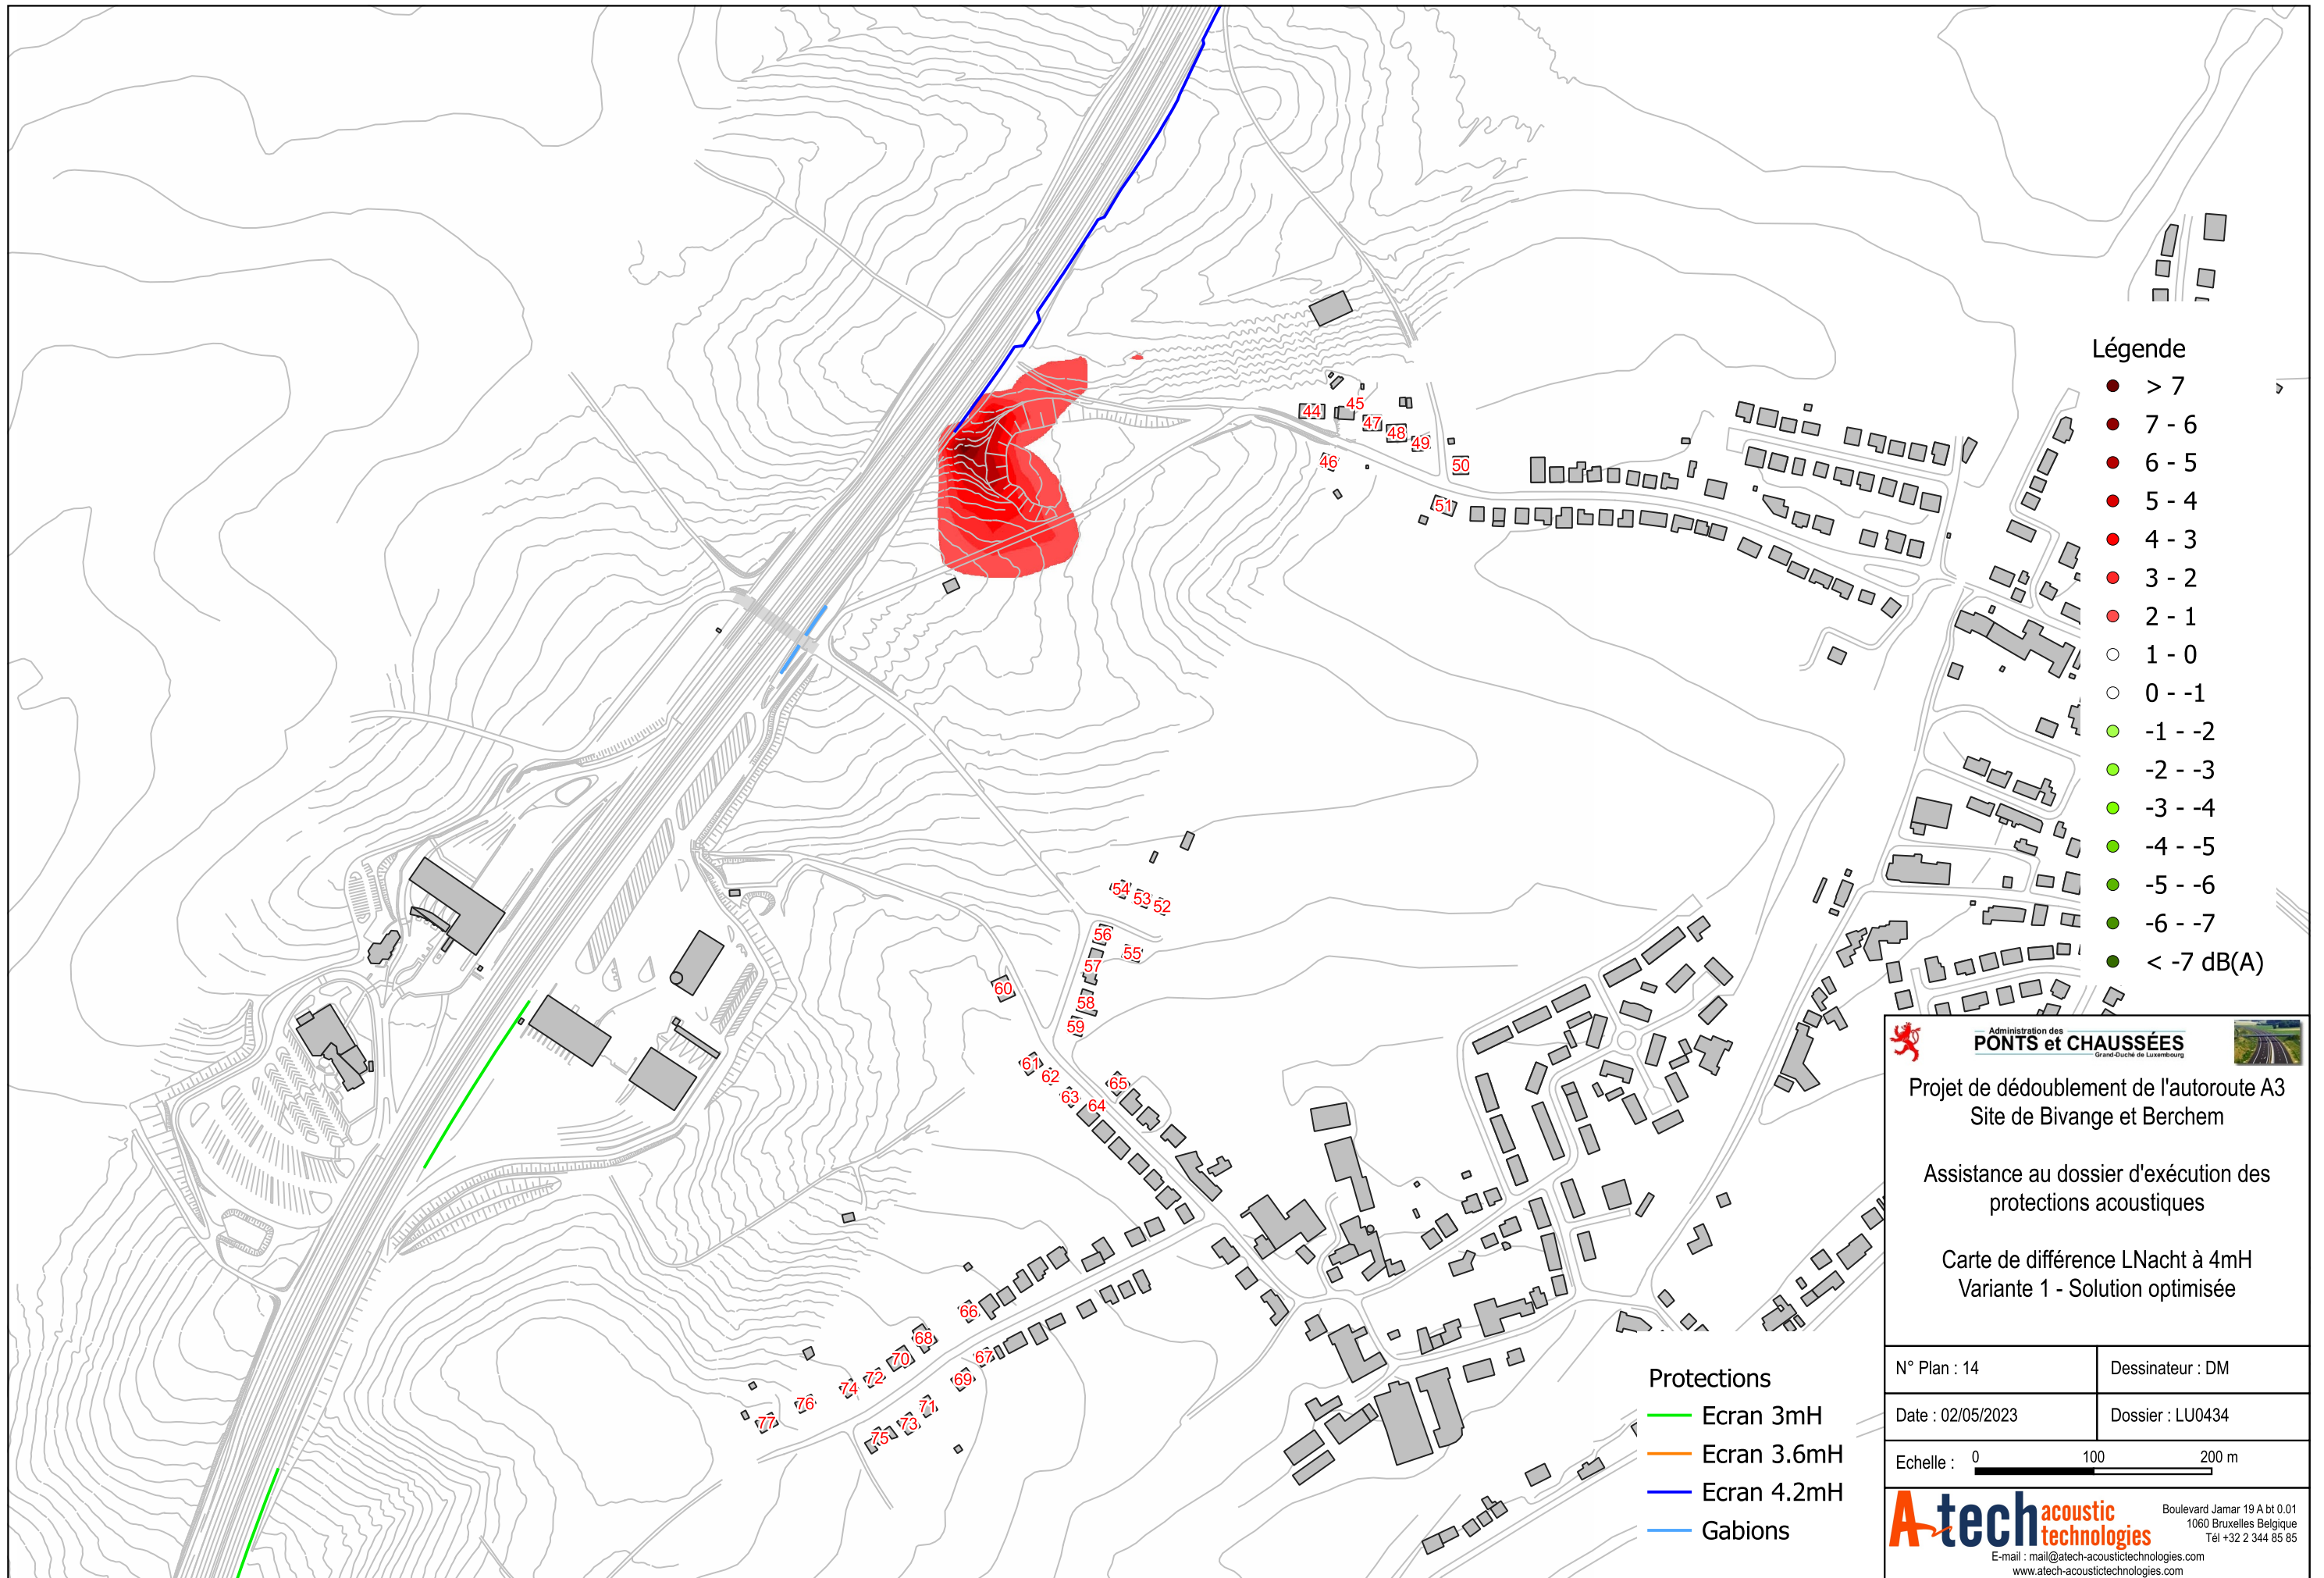 44
45
47
48
49
46
50
51
54
53
52
56
55
57
60
58
59
61
62
65
63
64
66
68
67
70
69
72
74
76
71
77
73
75
Légende
> 7
7 - 6
6 - 5
5 - 4
4 - 3
3 - 2
2 - 1
1 - 0
0 - -1
-1 - -2
-2 - -3
-3 - -4
-4 - -5
-5 - -6
-6 - -7
< -7 dB(A)
Protections
Ecran 3mH
Ecran 3.6mH
Ecran 4.2mH
Gabions
Administration des
PONTS et CHAUSSÉES
Grand-Duché de Luxembourg
Projet de dédoublement de l'autoroute A3
Site de Bivange et Berchem
Assistance au dossier d'exécution des
protections acoustiques
Carte de différence LNacht à 4mH
Variante 1 - Solution optimisée
N° Plan : 14
Dessinateur : DM
Date : 02/05/2023
Dossier : LU0434
Echelle : 0 100 200 m
A-tech acoustic technologies
Boulevard Jamar 19 A bt 0.01
1060 Bruxelles Belgique
Tél +32 2 344 85 85
E-mail : mail@atech-acoustictechnologies.com
www.atech-acoustictechnologies.com